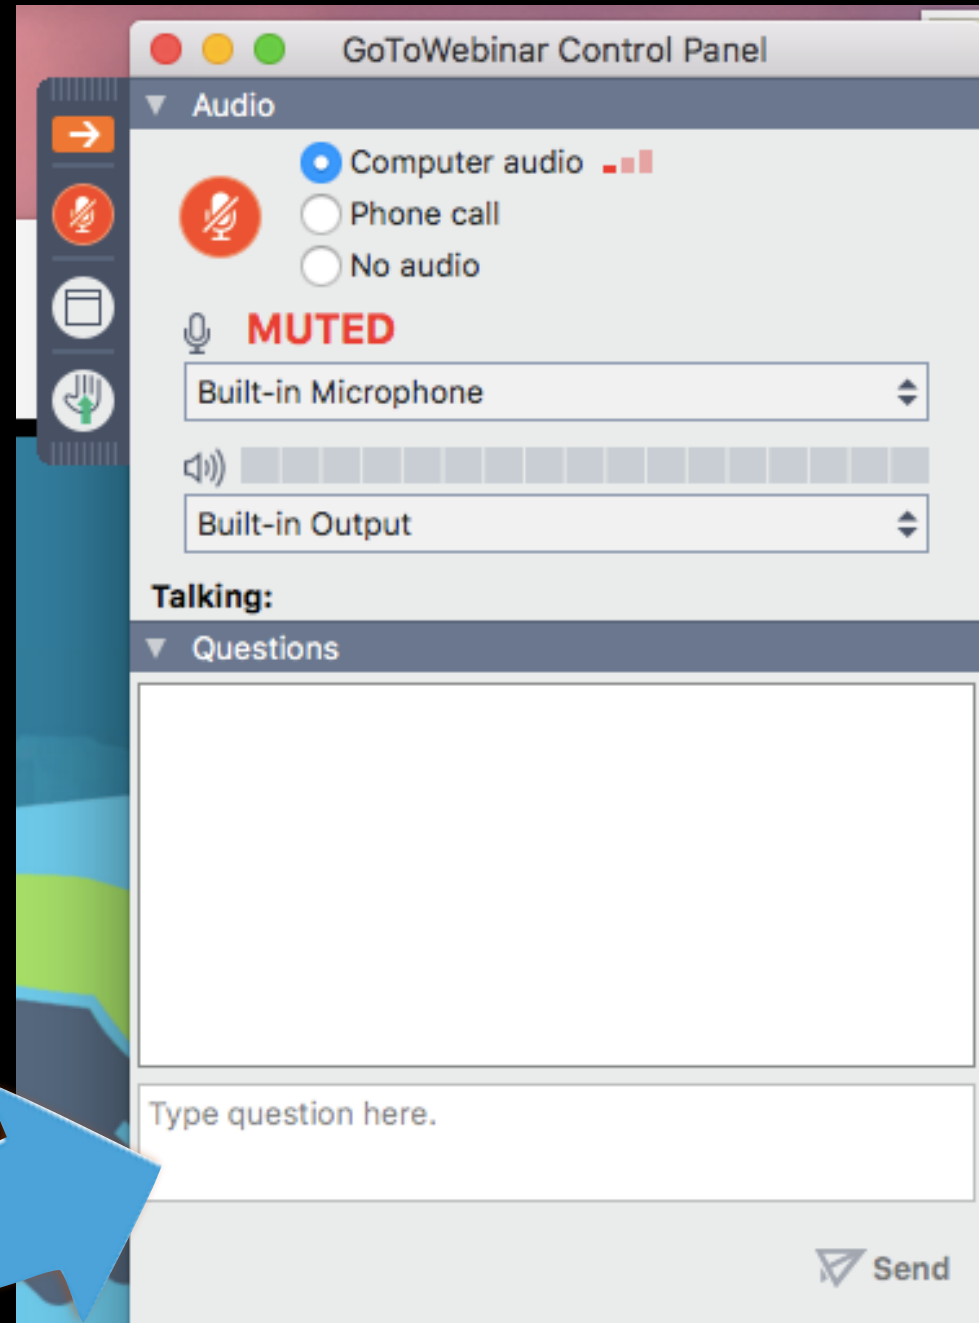 GoToWebinar Control Panel
Audio
Computer audio
Phone call
No audio
MUTED
Built-in Microphone
Built-in Output
Talking:
Questions
Type question here.
Send